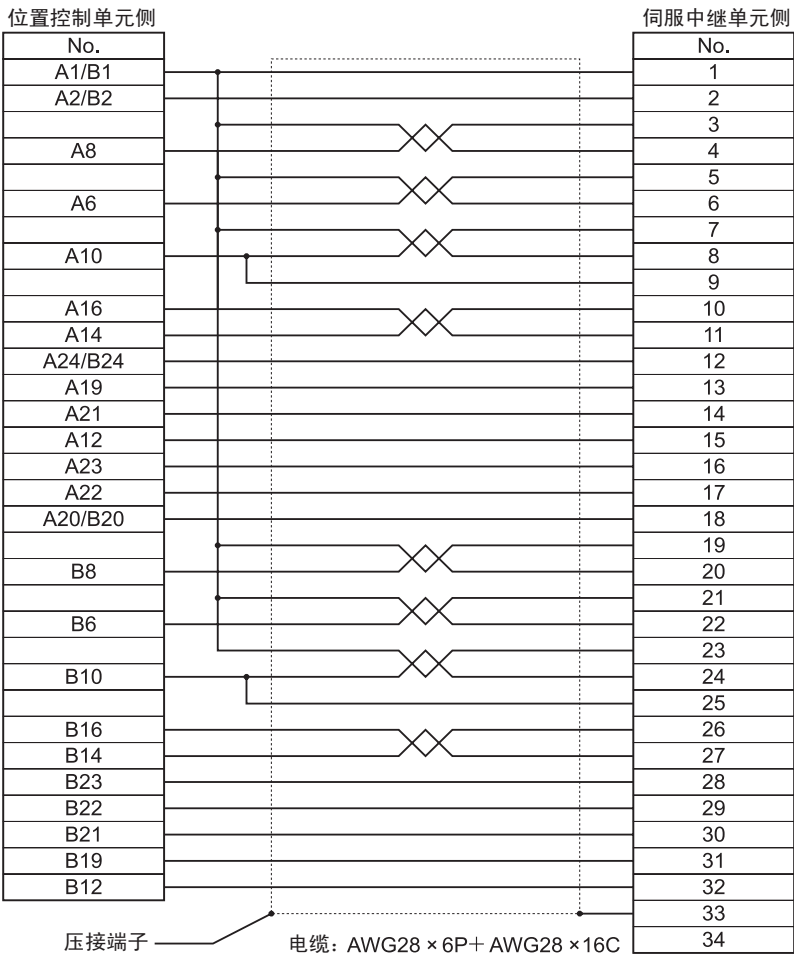 位置控制单元侧 伺服中继单元侧
No. No.
A1/B1 1
A2/B2 2
3
A8 4
5
A6 6
7
A10 8
9
A16 10
A14 11
A24/B24 12
A19 13
A21 14
A12 15
A23 16
A22 17
A20/B20 18
19
B8 20
21
B6 22
23
B10 24
25
B16 26
B14 27
B23 28
B22 29
B21 30
B19 31
B12 32
33
34
压接端子 电缆: AWG28 × 6P+ AWG28 ×16C